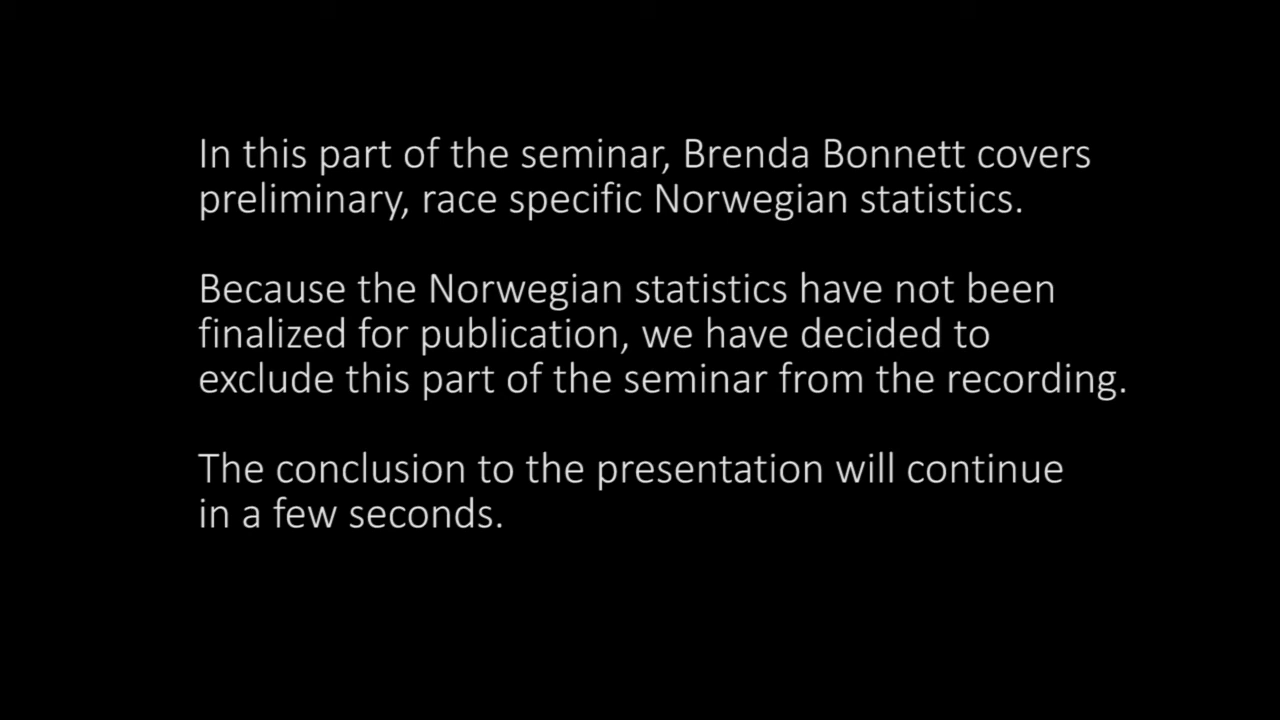 In this part of the seminar, Brenda Bonnett covers
preliminary, race specific Norwegian statistics.
Because the Norwegian statistics have not been
finalized for publication, we have decided to
exclude this part of the seminar from the recording.
The conclusion to the presentation will continue
in a few seconds.